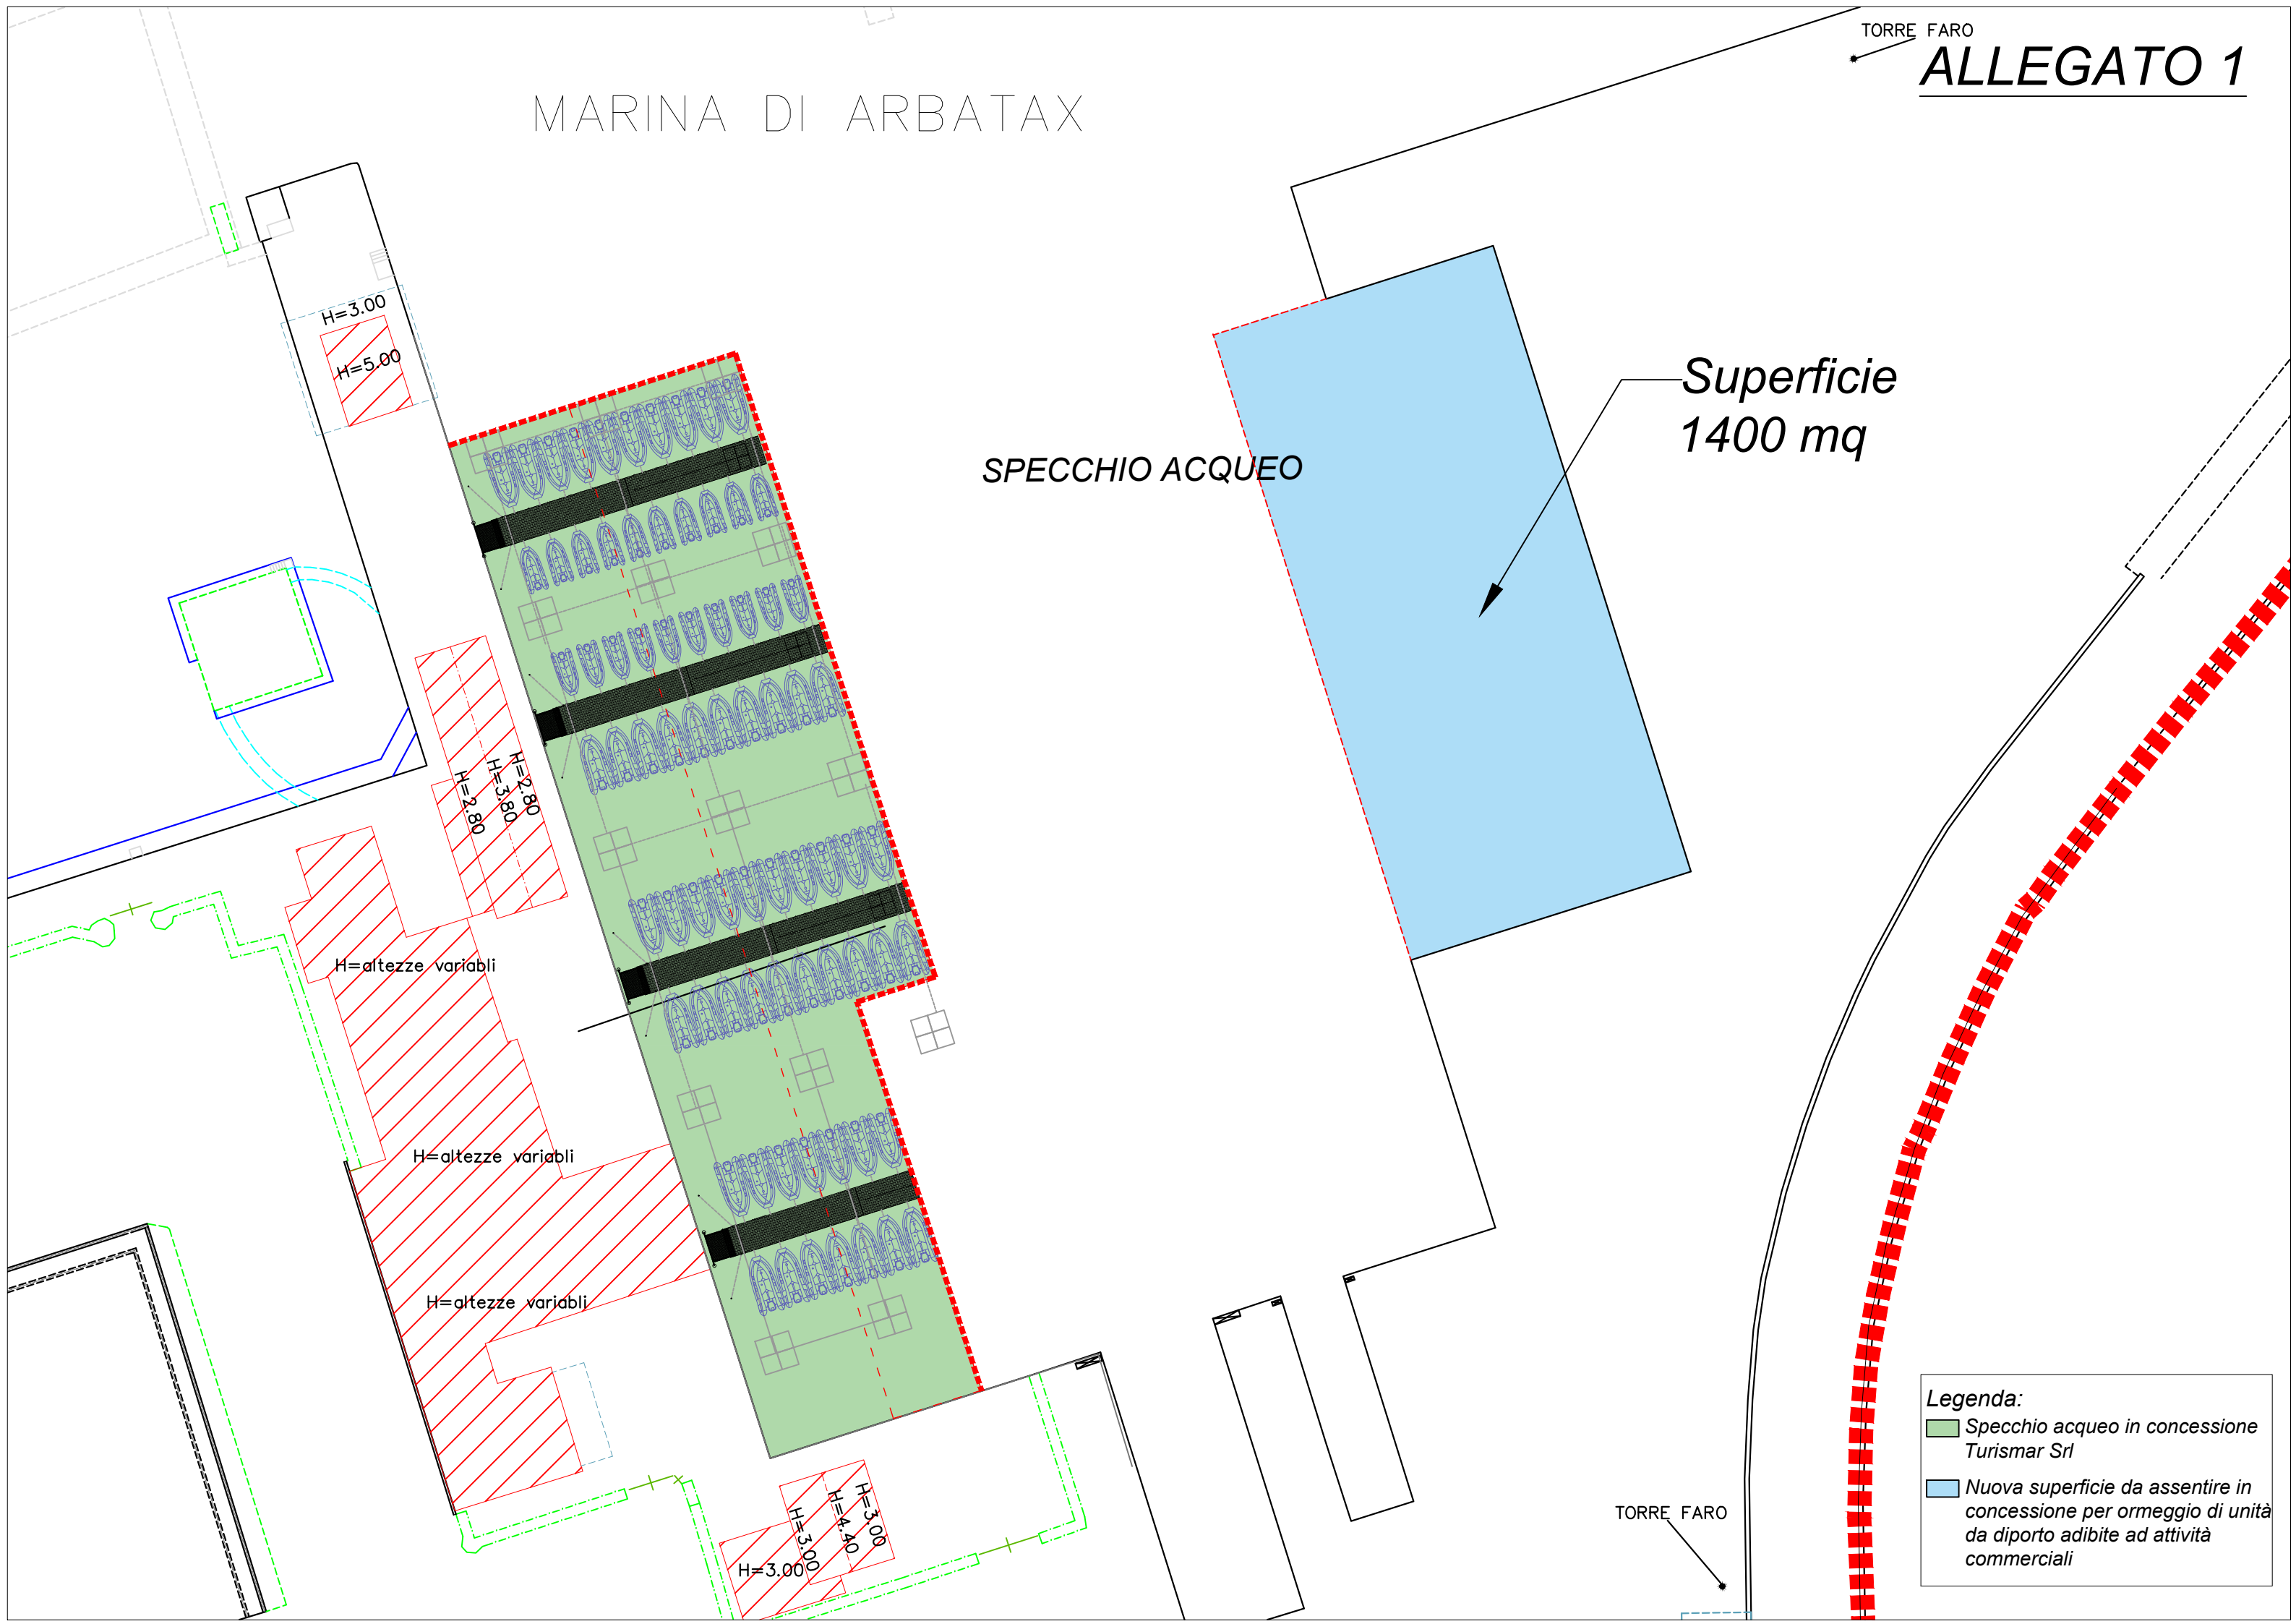 TORRE FARO
ALLEGATO 1
MARINA DI ARBATAX
H=3.00
H=5.00
Superficie
1400 mq
SPECCHIO ACQUEO
H=2.80
H=3.80
H=2.80
H=altezze variabli
H=altezze variabli
H=altezze variabli
Legenda:
Specchio acqueo in concessione
Turismar Srl
Nuova superficie da assentire in
concessione per ormeggio di unità
da diporto adibite ad attività
commerciali
TORRE FARO
H=3.00
H=4.40
H=3.00
H=3.00